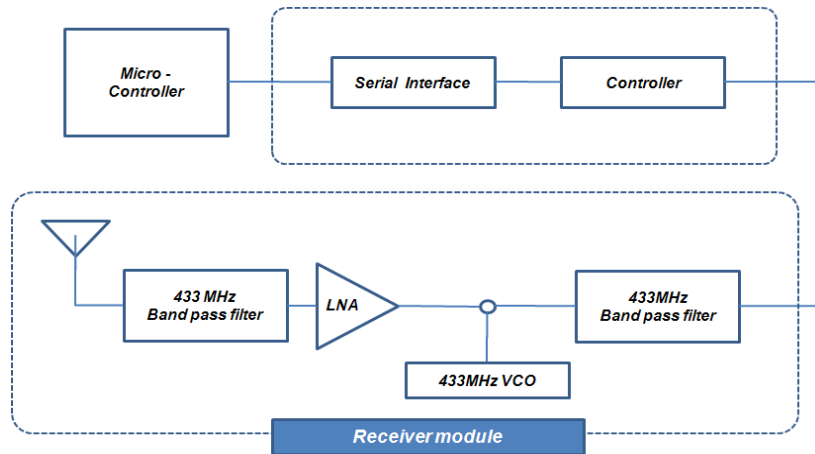 Micro -
Controller
Serial Interface
Controller
433 MHz
Band pass filter
LNA
433MHz
Band pass filter
433MHz VCO
Receiver module